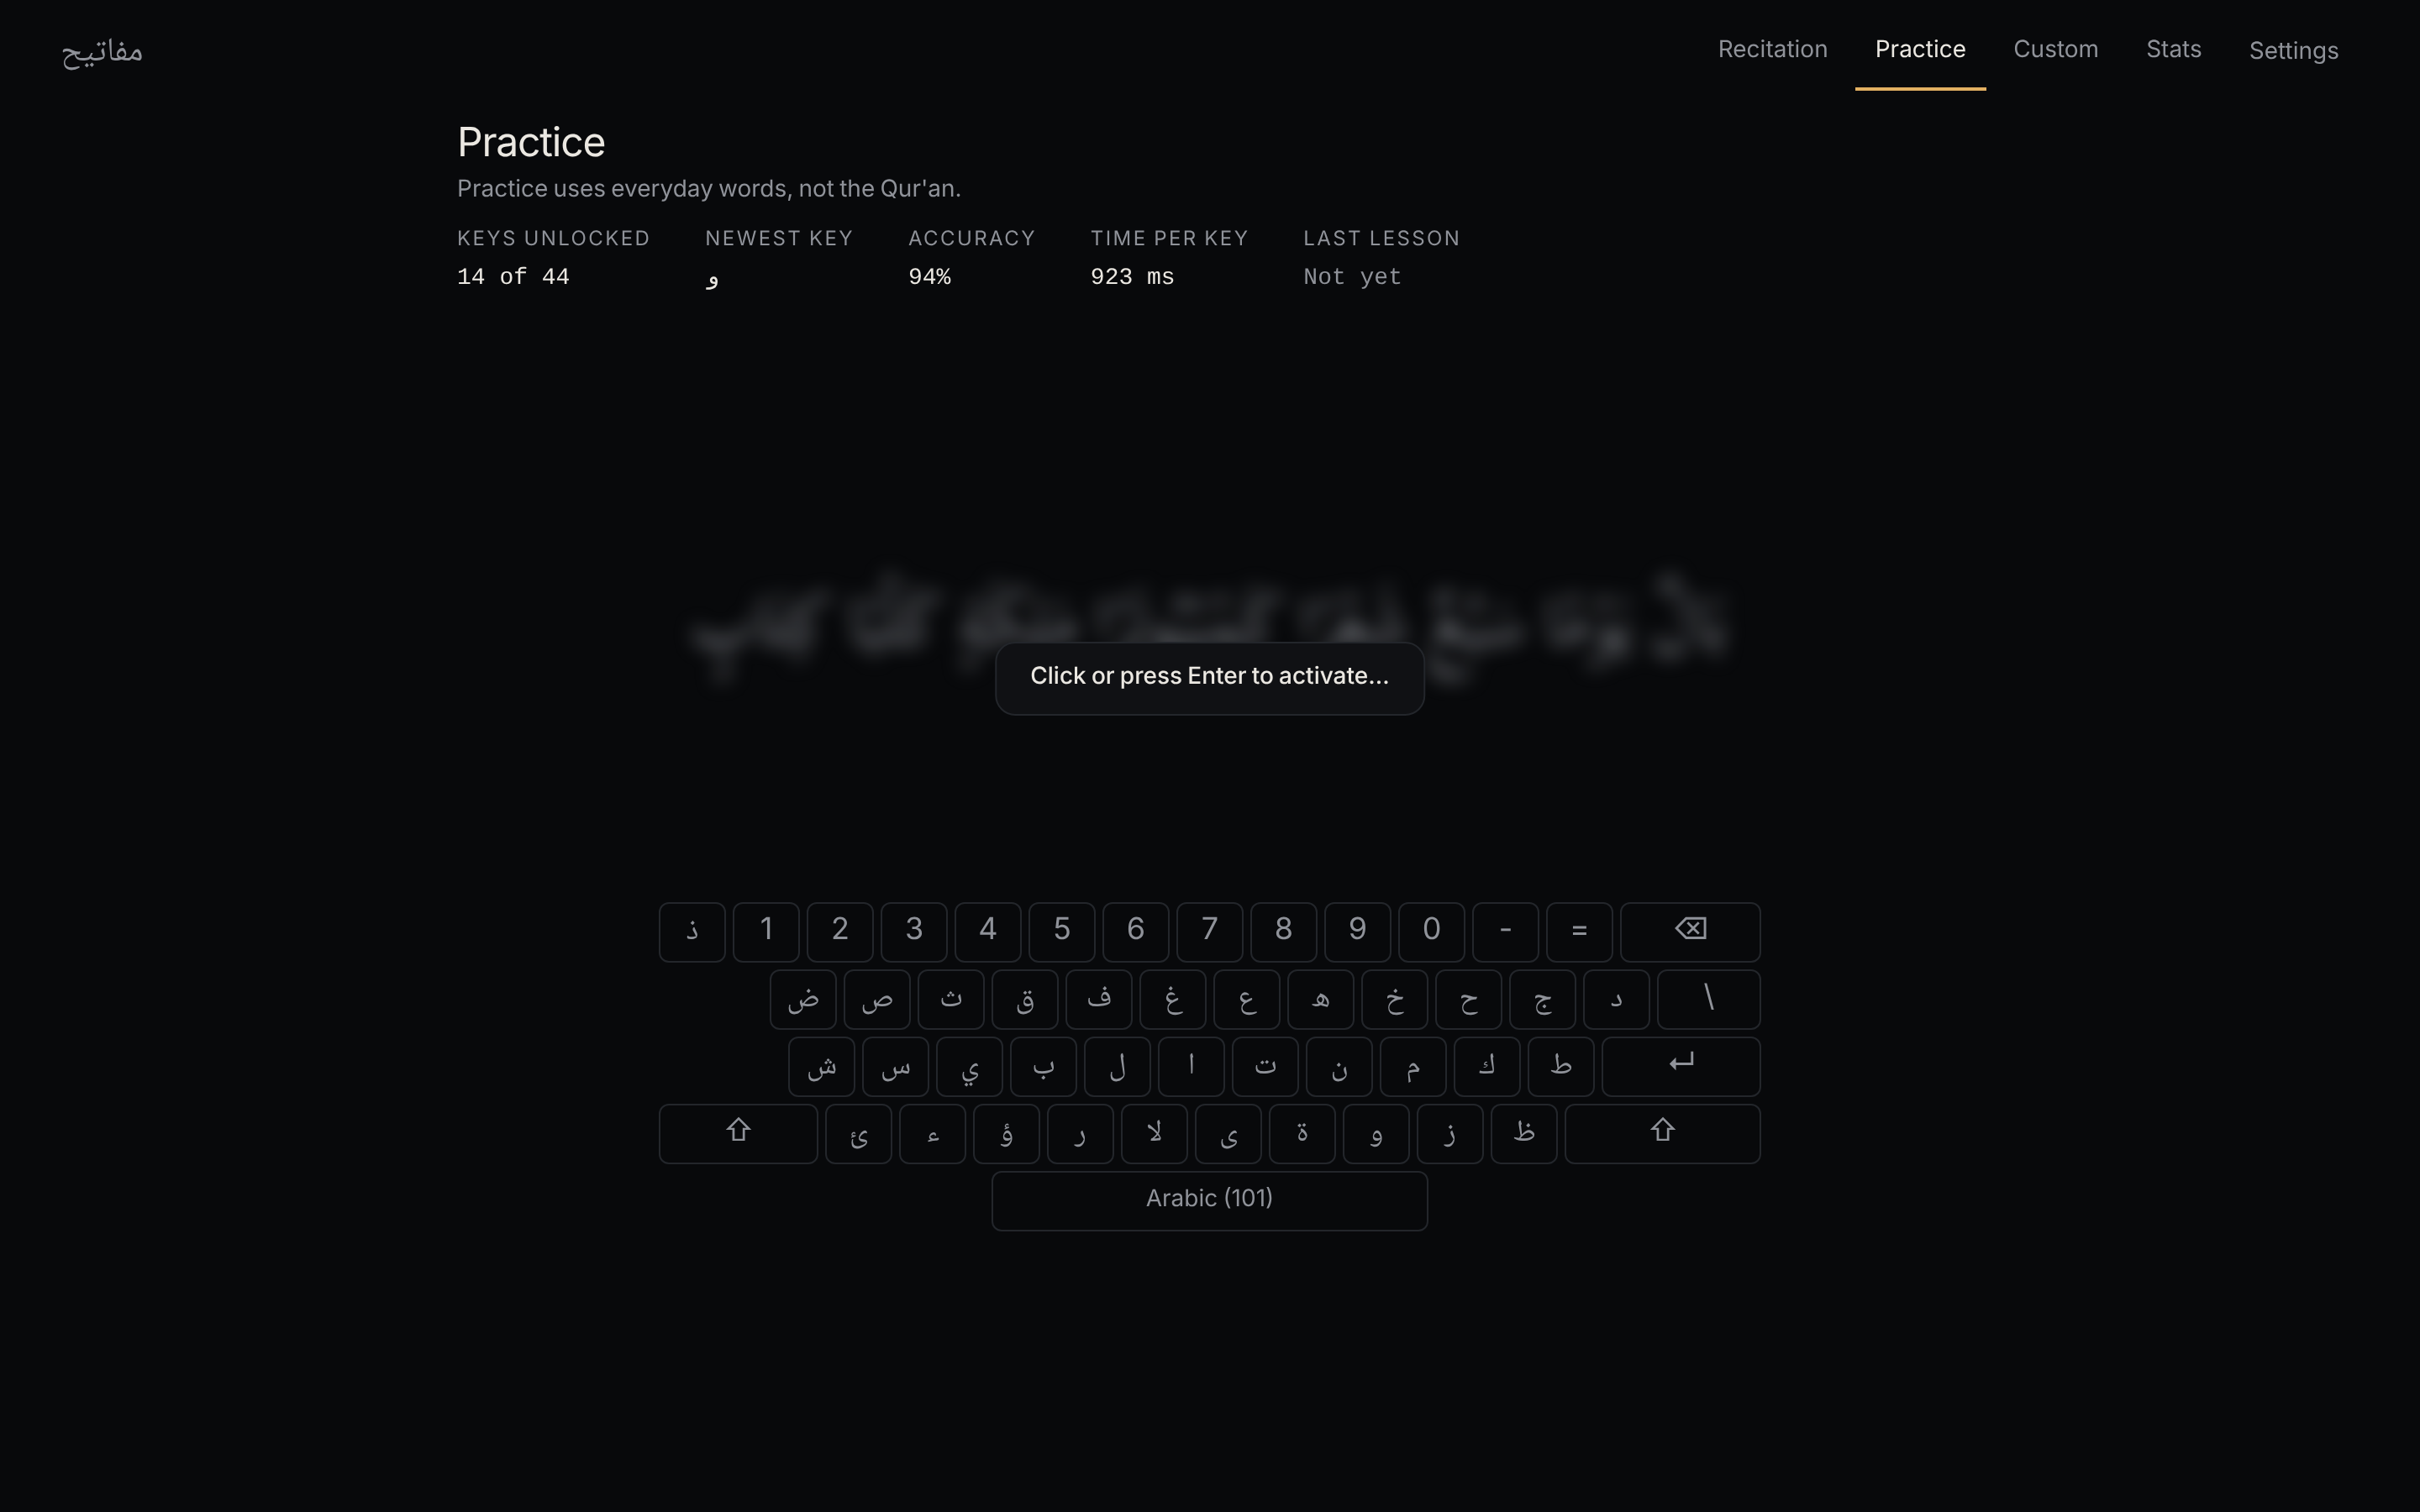 مفاتيح Recitation Practice Custom Stats Settings
Practice
Practice uses everyday words, not the Qur'an.
KEYS UNLOCKED NEWEST KEY ACCURACY TIME PER KEY LAST LESSON
14 of 44 و 94% 923 ms Not yet
Click or press Enter to activate...
ذ 1 2 3 4 5 6 7 8 9 0 - =
ض ص ث ق ف غ ع ه خ ح ج د \
ش س ي ب ل ا ت ن م ك ط
ئ ء ؤ ر لا ى ة و ز ظ
Arabic (101)